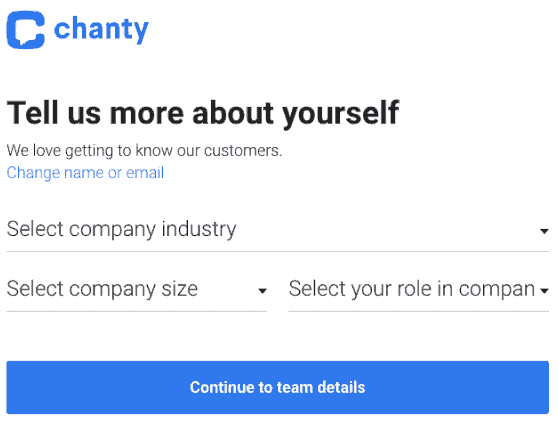 chanty
Tell us more about yourself
We love getting to know our customers.
Change name or email
Select company industry
Select company size
Select your role in compan
Continue to team details